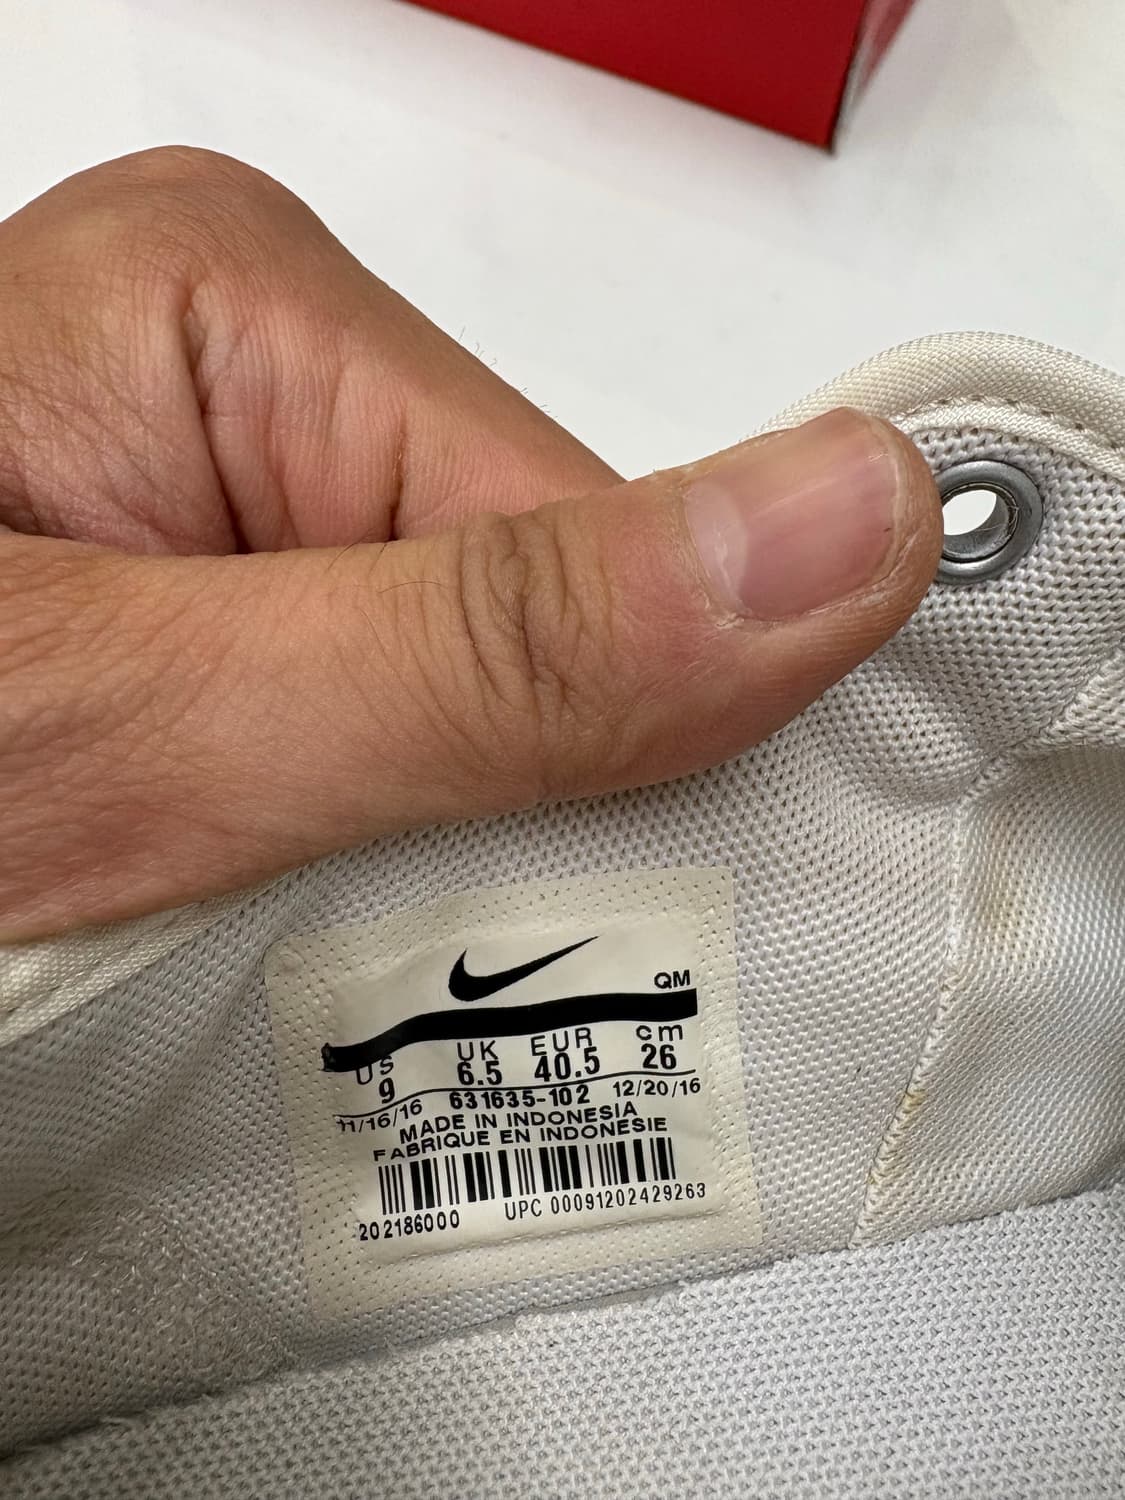 QM
US UK EUR cm
9 6.5 40.5 26
11/16/16 631635-102 12/20/16
MADE IN INDONESIA
FABRIQUE EN INDONESIE
202186000 UPC 00091202429263